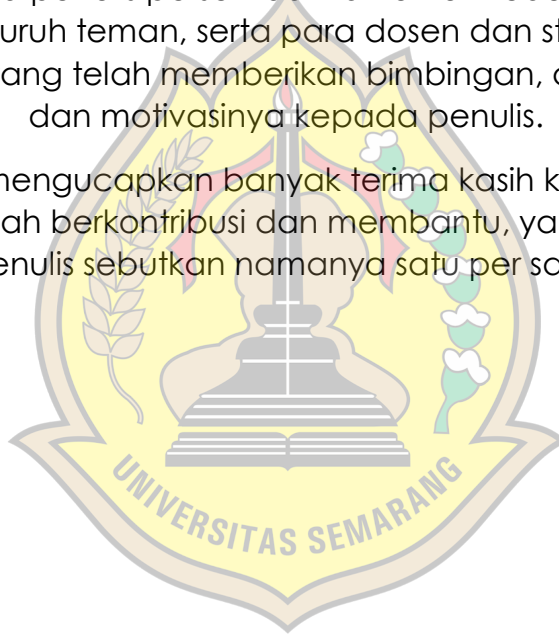 uruh teman, serta para dosen dan st
ang telah memberikan bimbingan,
dan motivasinya kepada penulis.
mengucapkan banyak terima kasih k
ah berkontribusi dan membantu, ya
enulis sebutkan namanya satu per sa
UNIVERSITAS SEMARANG